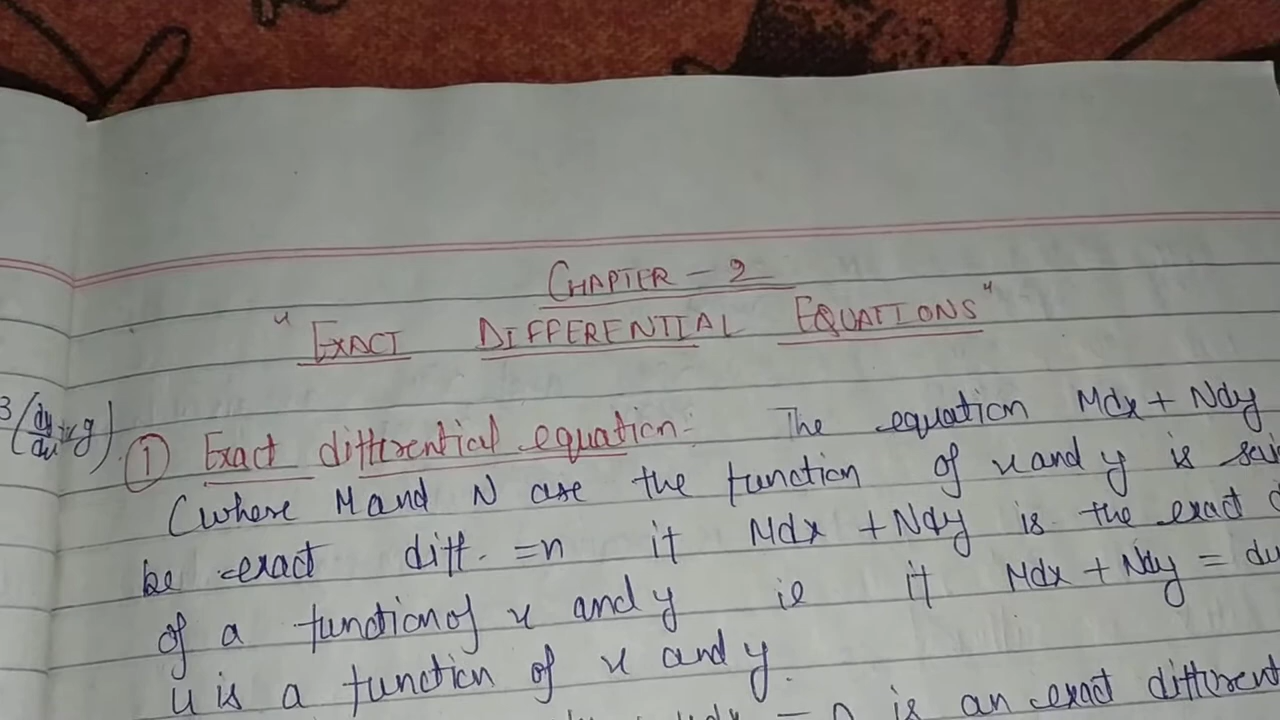 CHAPTER - 2
"EXACT DIFFERENTIAL EQUATIONS"
① Exact differential equation:- The equation Mdx + Ndy
(where M and N are the function of x and y is sai
be exact diff. =n if Mdx + Ndy is the exact d
of a function of x and y ie if Mdx + Ndy = du
u is a function of x and y.
is an exact different